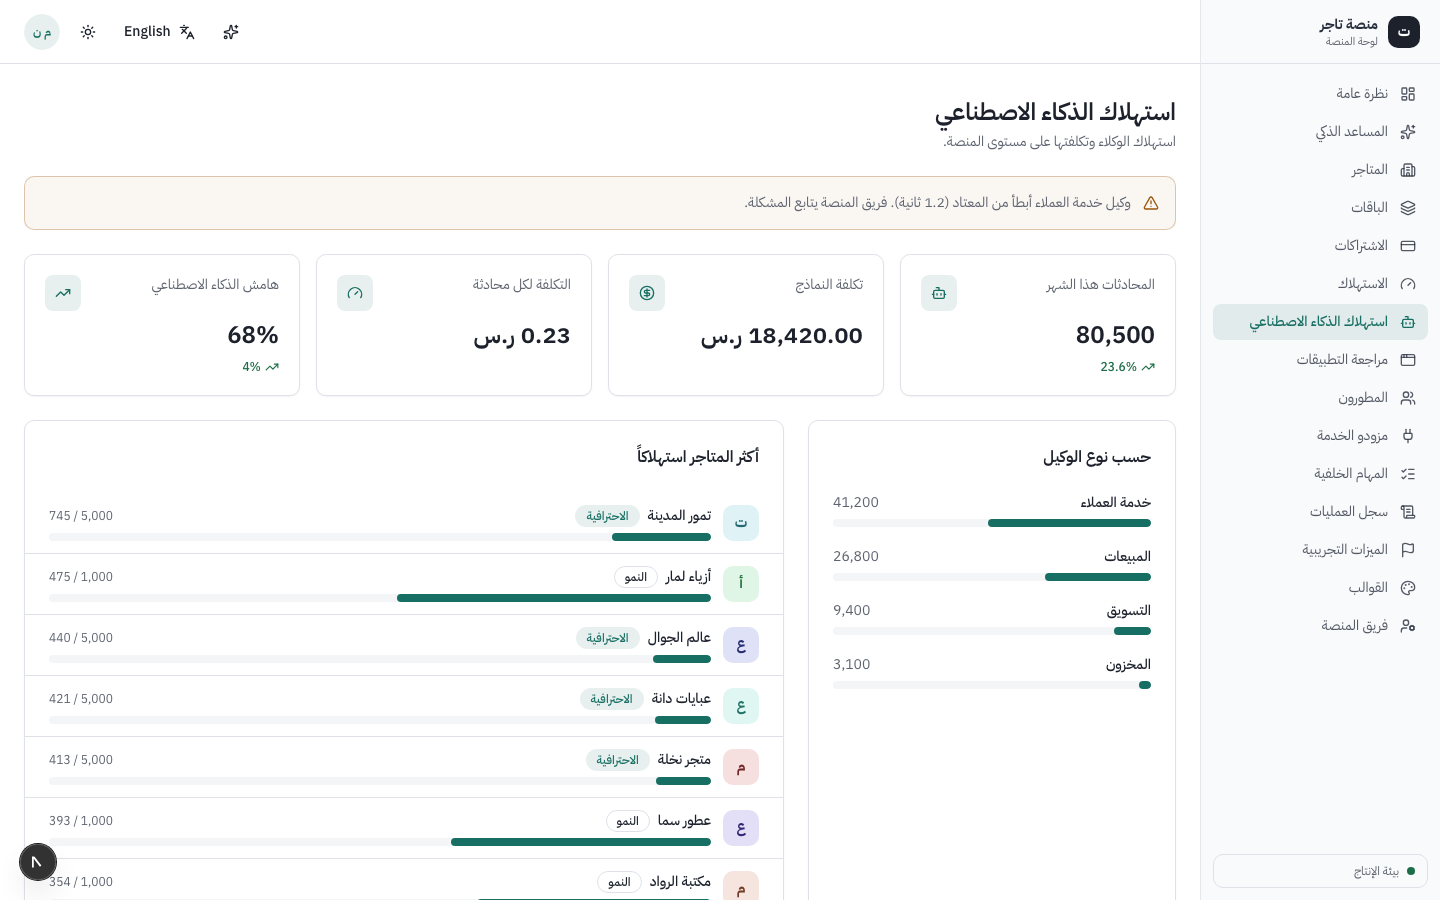 ت
منصة تاجر
لوحة المنصة
English
م ن
نظرة عامة
المساعد الذكي
المتاجر
الباقات
الاشتراكات
الاستهلاك
استهلاك الذكاء الاصطناعي
مراجعة التطبيقات
المطورون
مزودو الخدمة
المهام الخلفية
سجل العمليات
الميزات التجريبية
القوالب
فريق المنصة
بيئة الإنتاج
استهلاك الذكاء الاصطناعي
استهلاك الوكلاء وتكلفتها على مستوى المنصة.
وكيل خدمة العملاء أبطأ من المعتاد (1.2 ثانية). فريق المنصة يتابع المشكلة.
المحادثات هذا الشهر
80,500
23.6%
تكلفة النماذج
18,420.00 ر.س
التكلفة لكل محادثة
0.23 ر.س
هامش الذكاء الاصطناعي
68%
4%
حسب نوع الوكيل
خدمة العملاء 41,200
المبيعات 26,800
التسويق 9,400
المخزون 3,100
أكثر المتاجر استهلاكاً
ت تمور المدينة الاحترافية 745 / 5,000
أ أزياء لمار النمو 475 / 1,000
ع عالم الجوال الاحترافية 440 / 5,000
ع عبايات دانة الاحترافية 421 / 5,000
م متجر نخلة الاحترافية 413 / 5,000
ع عطور سما النمو 393 / 1,000
م مكتبة الرواد النمو 354 / 1,000